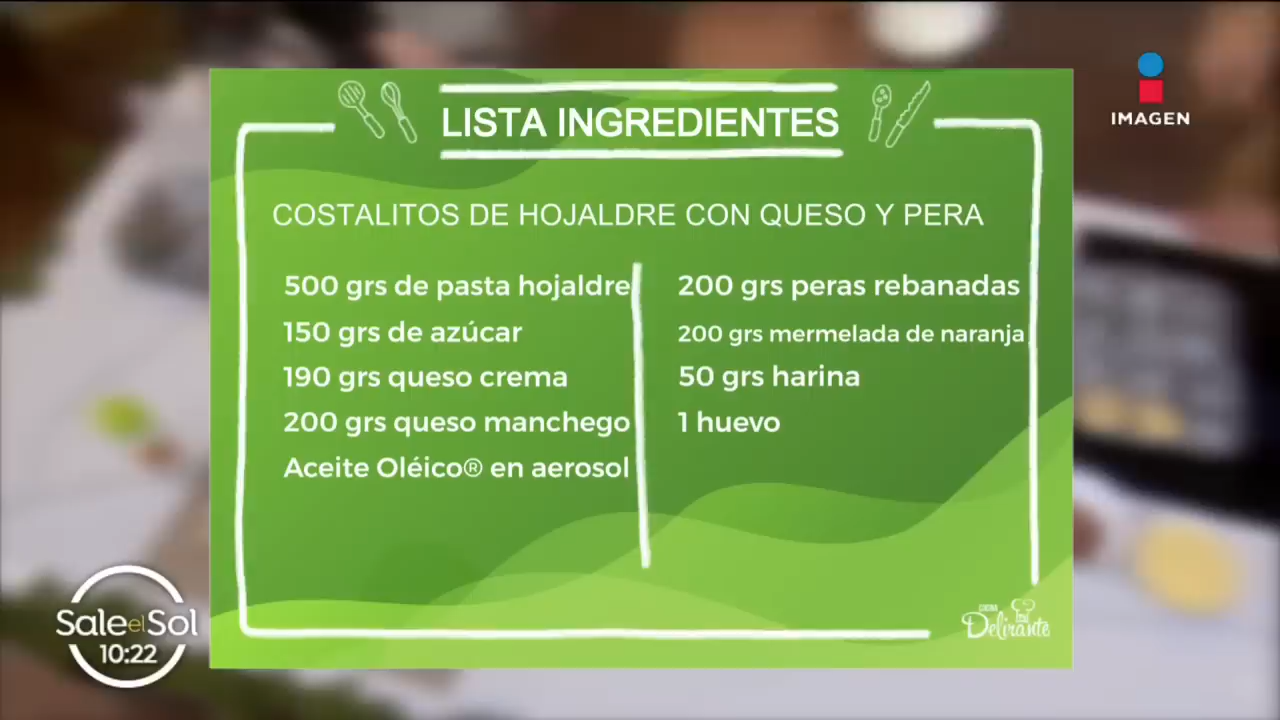 LISTA INGREDIENTES
COSTALITOS DE HOJALDRE CON QUESO Y PERA
500 grs de pasta hojaldre
150 grs de azúcar
190 grs queso crema
200 grs queso manchego
Aceite Oléico® en aerosol
200 grs peras rebanadas
200 grs mermelada de naranja
50 grs harina
1 huevo
IMAGEN
Sale el Sol
10:22
COCINA
Delirante